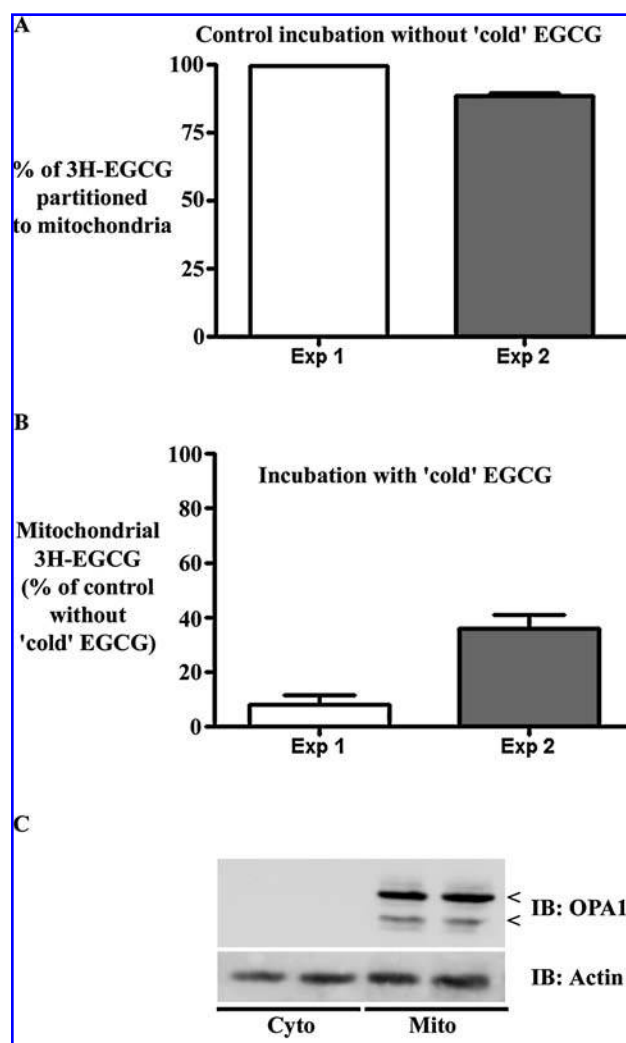 A
Control incubation without 'cold' EGCG
100
75
50
25
0
% of 3H-EGCG
partitioned
to mitochondria
Exp 1
Exp 2
B
Incubation with 'cold' EGCG
100
80
60
40
20
0
Mitochondrial
3H-EGCG
(% of control
without
'cold' EGCG)
Exp 1
Exp 2
C
< IB: OPA1
<
IB: Actin
Cyto
Mito